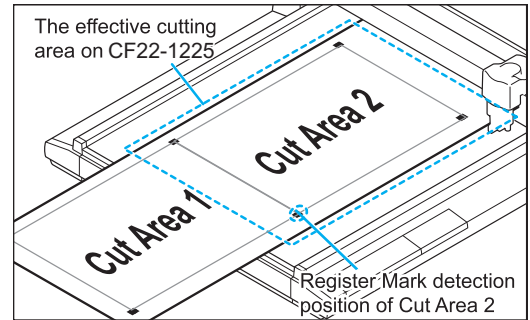 The effective cutting
area on CF22-1225
Cut Area 2
Cut Area 1
Register Mark detection
position of Cut Area 2